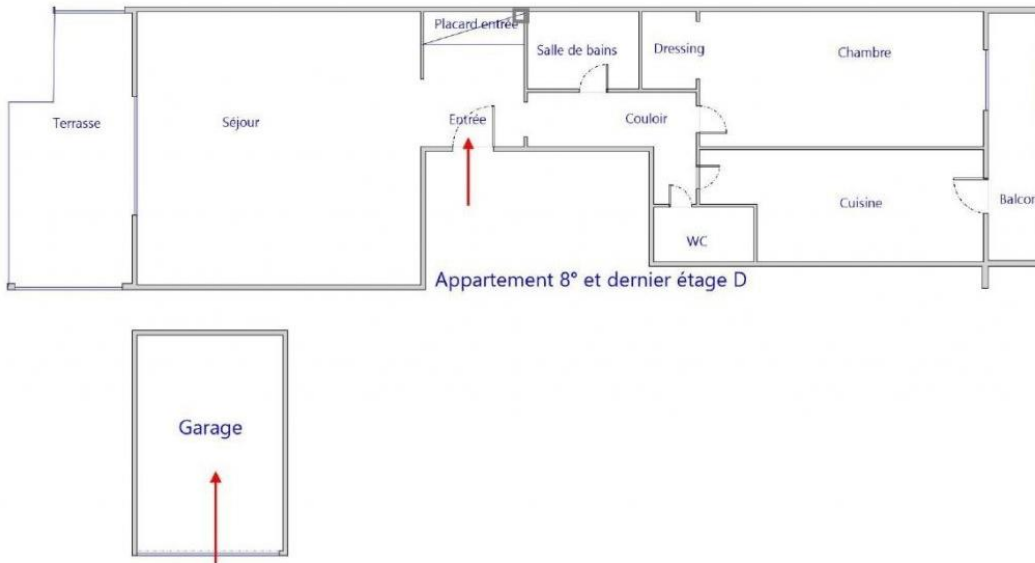 Placard entrée
Salle de bains
Dressing
Chambre
Terrasse
Séjour
Entrée
Couloir
Cuisine
Balcon
WC
Appartement 8° et dernier étage D
Garage